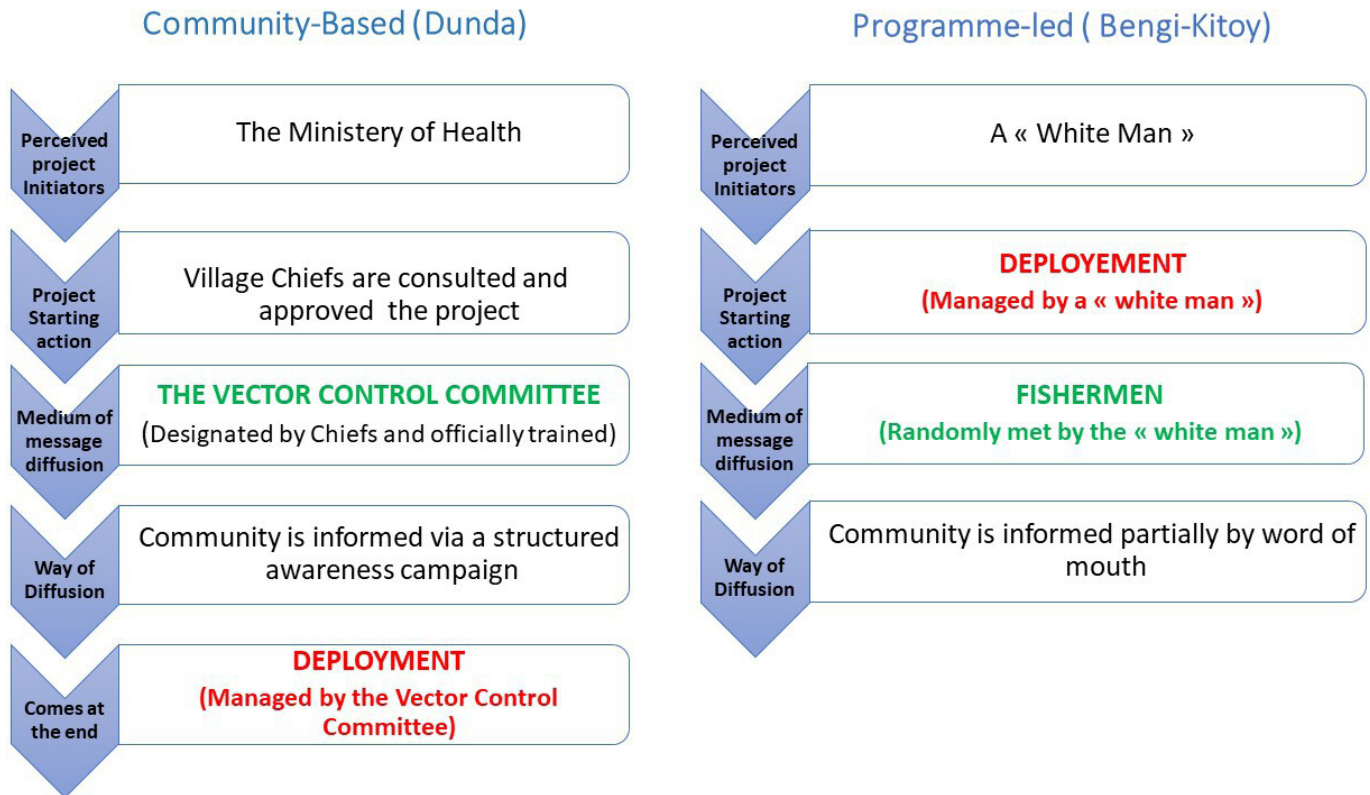 Community-Based (Dunda)
Perceived
project
Initiators
The Ministery of Health
Project
Starting
action
Village Chiefs are consulted and
approved the project
Medium of
message
diffusion
THE VECTOR CONTROL COMMITTEE
(Designated by Chiefs and officially trained)
Way of
Diffusion
Community is informed via a structured
awareness campaign
Comes at
the end
DEPLOYMENT
(Managed by the Vector Control
Committee)
Programme-led ( Bengi-Kitoy)
Perceived
project
Initiators
A « White Man »
Project
Starting
action
DEPLOYEMENT
(Managed by a « white man »)
Medium of
message
diffusion
FISHERMEN
(Randomly met by the « white man »)
Way of
Diffusion
Community is informed partially by word of
mouth